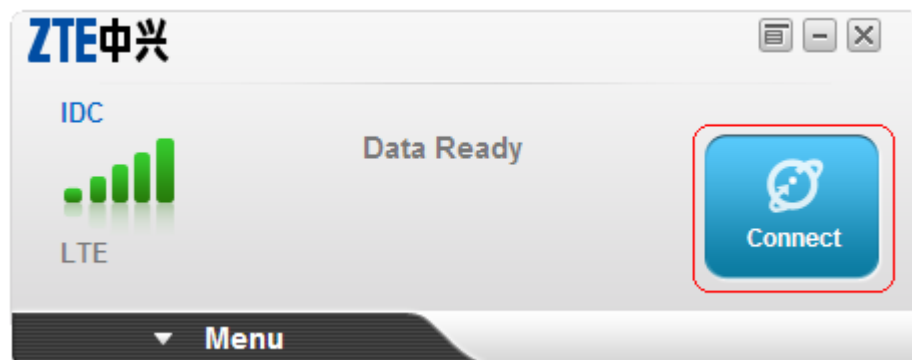 ZTE中兴
IDC
Data Ready
Connect
LTE
Menu